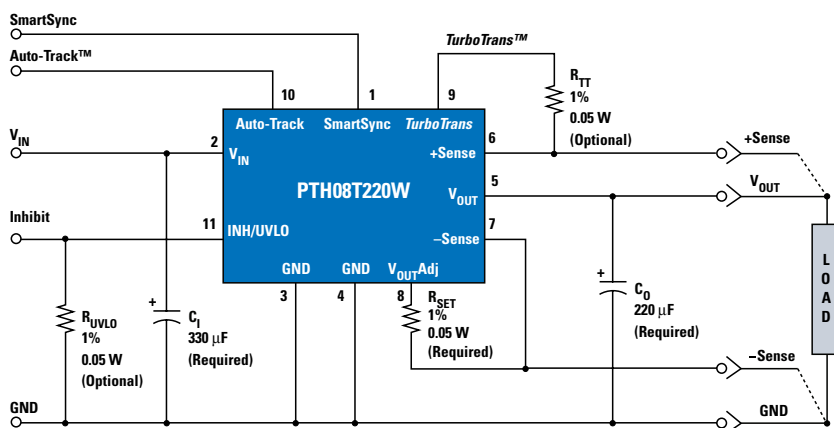 SmartSync
Auto-Track™
TurboTrans™
R_TT
1%
0.05 W
(Optional)
10
1
9
Auto-Track
SmartSync
TurboTrans
V_IN
2
V_IN
6
+Sense
+Sense
PTH08T220W
5
V_OUT
V_OUT
Inhibit
11
INH/UVLO
7
–Sense
GND
GND
V_OUT Adj
3
4
8
R_SET
1%
0.05 W
(Required)
+
C_I
330 µF
(Required)
R_UVLO
1%
0.05 W
(Optional)
+
C_O
220 µF
(Required)
LOAD
–Sense
GND
GND